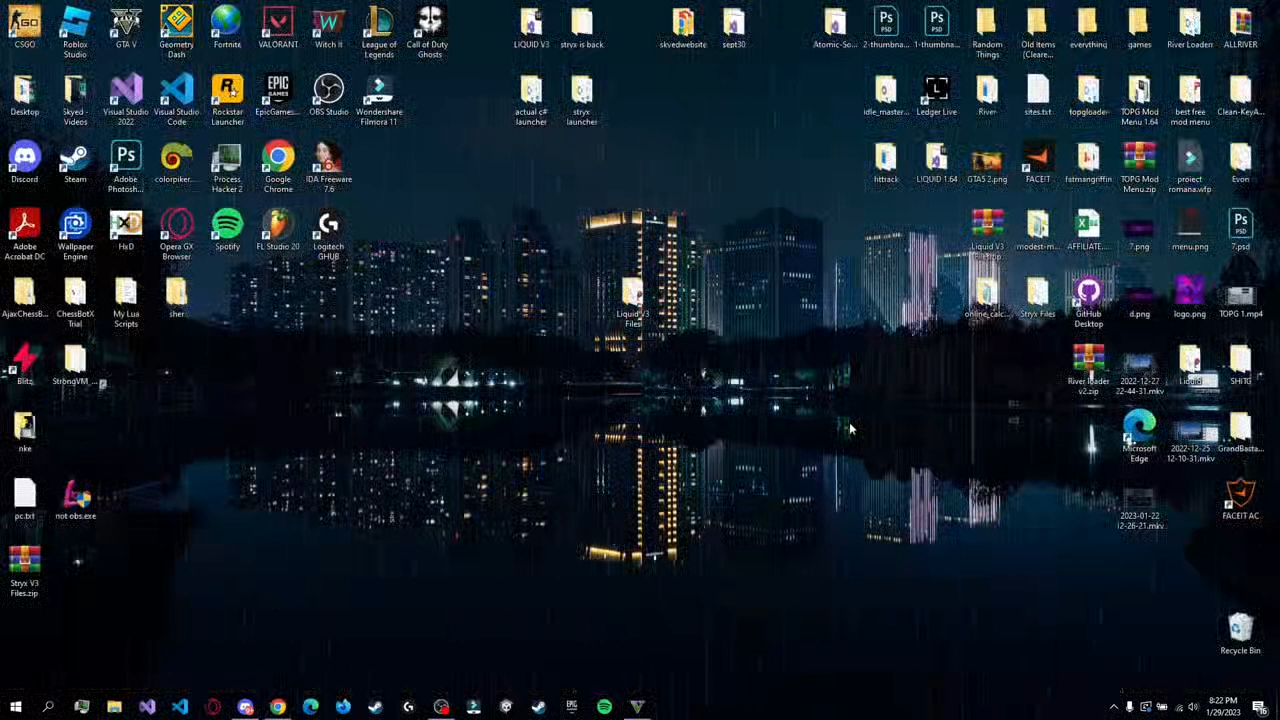 CSGO
Roblox
Studio
GTA V
Geometry
Dash
Fortnite
VALORANT
Witch It
League of
Legends
Call of Duty
Ghosts
LIQUID V3
stryx is back
skyedwebsite
sept30
Atomic-So...
2-thumbna...
1-thumbna...
Random
Things
Old Items
(Cleare...
everything
games
River Loader
ALLRIVER
Desktop
Skyed -
Videos
Visual Studio
2022
Visual Studio
Code
Rockstar
Launcher
EpicGames...
OBS Studio
Wondershare
Filmora 11
actual c#
launcher
stryx
launcher
idle_master...
Ledger Live
River
sites.txt
topgloader
TOPG Mod
Menu 1.64
best free
mod menu
Clean-KeyA...
Discord
Steam
Adobe
Photosh...
colorpicker...
Process
Hacker 2
Google
Chrome
IDA Freeware
7.6
httrack
LIQUID 1.64
GTA5 2.png
FACEIT
fatmangriffin
TOPG Mod
Menu.zip
proiect
romana.wfp
Evon
Adobe
Acrobat DC
Wallpaper
Engine
HxD
Opera GX
Browser
Spotify
FL Studio 20
Logitech
GHUB
Liquid V3
modest-m...
AFFILIATE...
7.png
menu.png
7.psd
AjaxChessB...
ChessBotX
Trial
My Lua
Scripts
sher
Liquid V3
Files
online_calc...
Stryx Files
GitHub
Desktop
d.png
logo.png
TOPG 1.mp4
Blitz
StrongVM_...
River loader
v2.zip
2022-12-27
22-44-31.mkv
Liquid
SHITG
nke
Microsoft
Edge
2022-12-25
12-10-31.mkv
GrandBasta...
pc.txt
not obs.exe
2023-01-22
12-26-21.mkv
FACEIT AC
Stryx V3
Files.zip
Recycle Bin
8:22 PM
1/29/2023